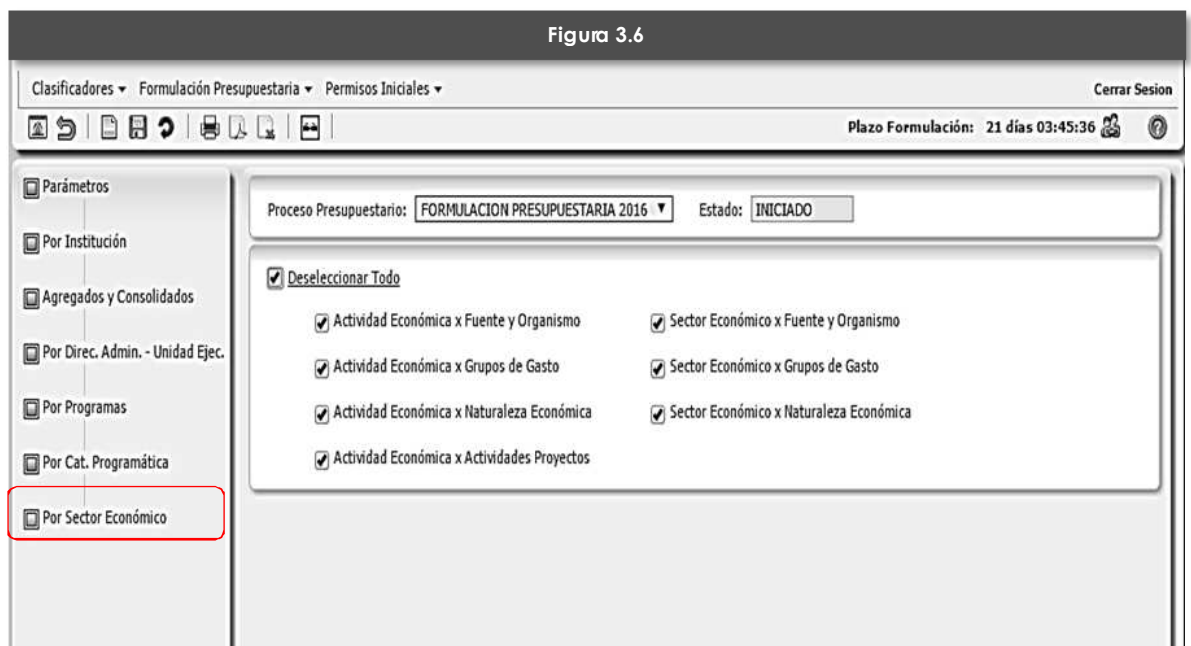 Figura 3.6
Clasificadores Formulación Presupuestaria Permisos Iniciales Cerrar Sesion
Plazo Formulación: 21 días 03:45:36
Parámetros
Por Institución
Agregados y Consolidados
Por Direc. Admin. - Unidad Ejec.
Por Programas
Por Cat. Programática
Por Sector Económico
Proceso Presupuestario: FORMULACION PRESUPUESTARIA 2016 Estado: INICIADO
Deseleccionar Todo
Actividad Económica x Fuente y Organismo Sector Económico x Fuente y Organismo
Actividad Económica x Grupos de Gasto Sector Económico x Grupos de Gasto
Actividad Económica x Naturaleza Económica Sector Económico x Naturaleza Económica
Actividad Económica x Actividades Proyectos